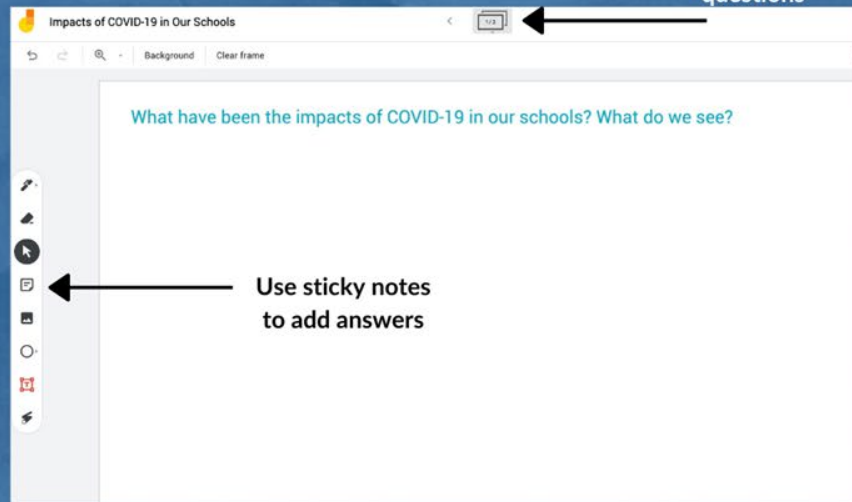 questions
Impacts of COVID-19 in Our Schools
1/3
Background Clear frame
What have been the impacts of COVID-19 in our schools? What do we see?
Use sticky notes
to add answers